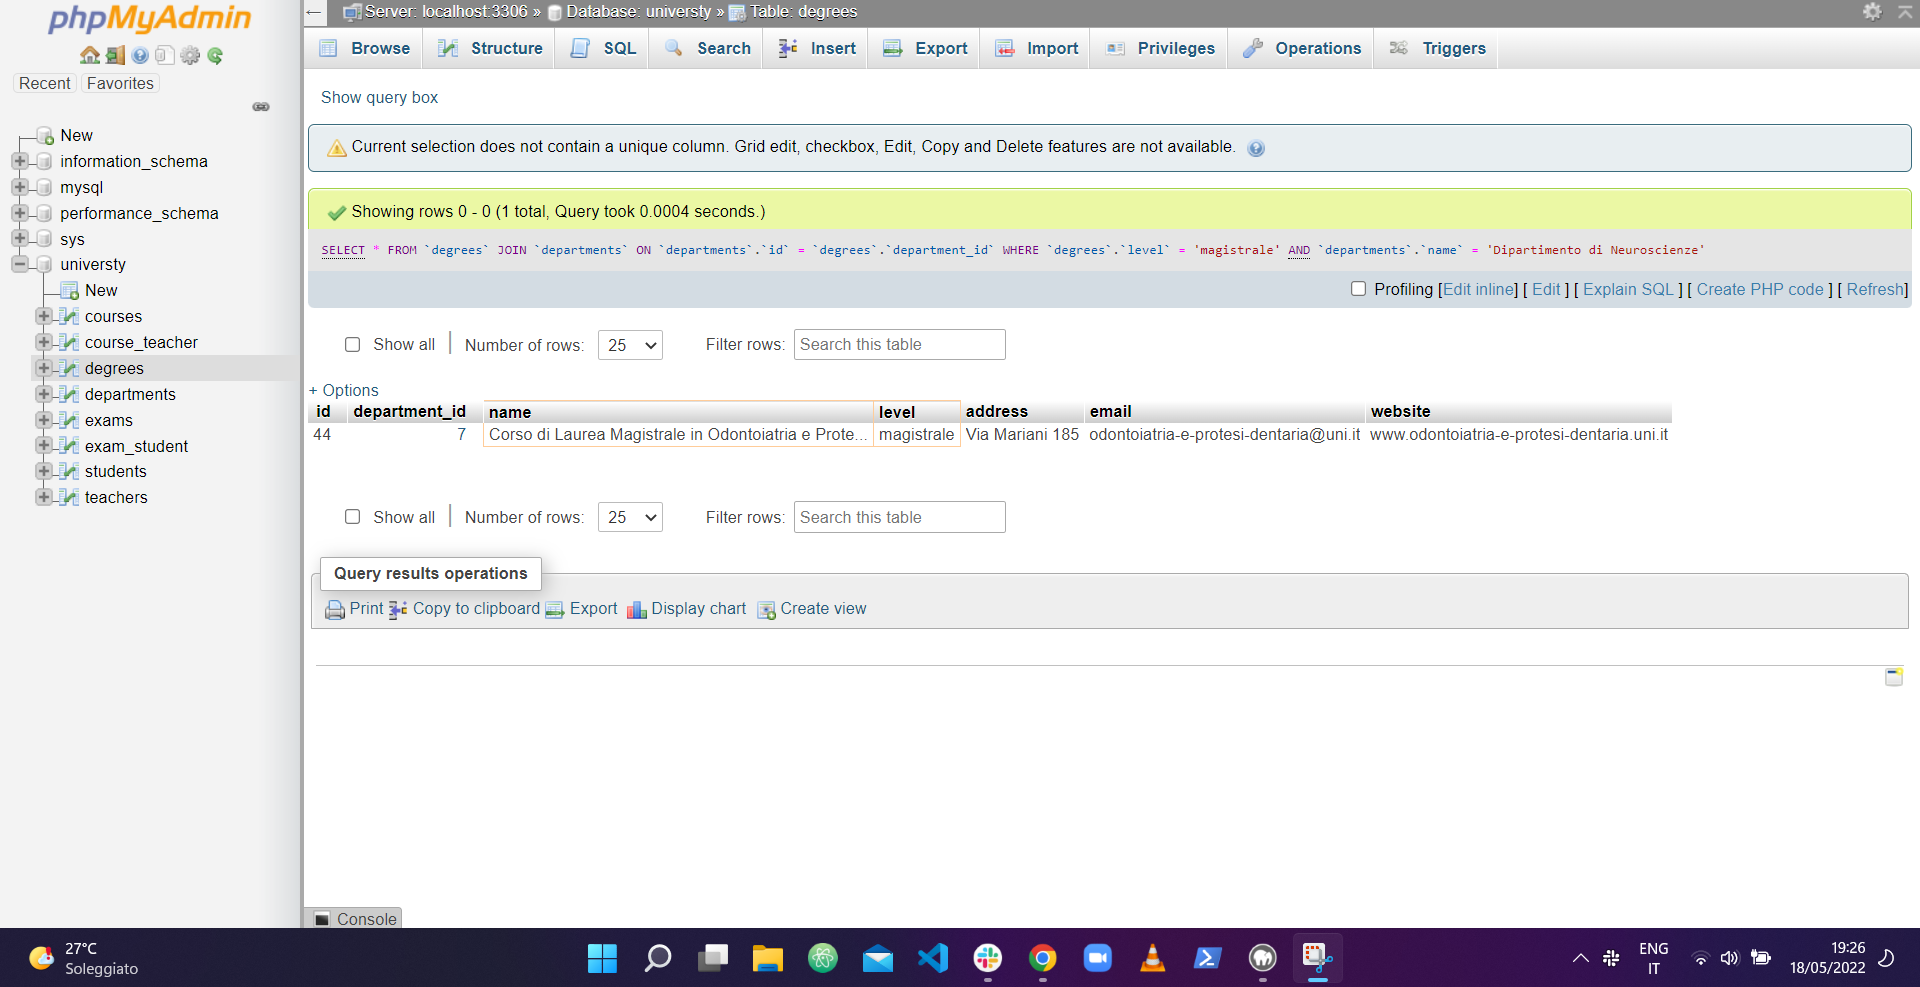 phpMyAdmin
Recent Favorites
New
information_schema
mysql
performance_schema
sys
universty
New
courses
course_teacher
degrees
departments
exams
exam_student
students
teachers
Server: localhost:3306 » Database: universty » Table: degrees
Browse Structure SQL Search Insert Export Import Privileges Operations Triggers
Show query box
Current selection does not contain a unique column. Grid edit, checkbox, Edit, Copy and Delete features are not available.
Showing rows 0 - 0 (1 total, Query took 0.0004 seconds.)
SELECT * FROM `degrees` JOIN `departments` ON `departments`.`id` = `degrees`.`department_id` WHERE `degrees`.`level` = 'magistrale' AND `departments`.`name` = 'Dipartimento di Neuroscienze'
Profiling [Edit inline] [ Edit ] [ Explain SQL ] [ Create PHP code ] [ Refresh]
Show all Number of rows: 25 Filter rows: Search this table
+ Options
id department_id name level address email website
44 7 Corso di Laurea Magistrale in Odontoiatria e Prote... magistrale Via Mariani 185 odontoiatria-e-protesi-dentaria@uni.it www.odontoiatria-e-protesi-dentaria.uni.it
Show all Number of rows: 25 Filter rows: Search this table
Query results operations
Print Copy to clipboard Export Display chart Create view
Console
27°C
Soleggiato
ENG
IT
19:26
18/05/2022